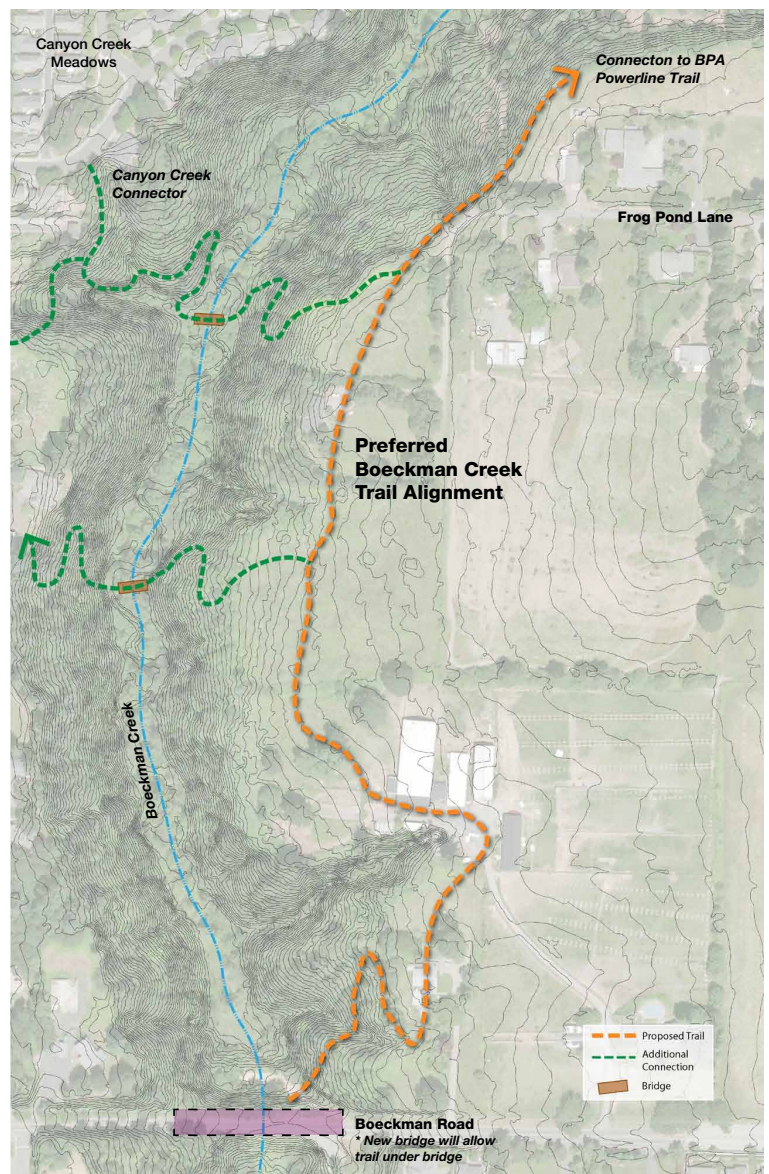 Canyon Creek
Meadows
Connecton to BPA
Powerline Trail
Canyon Creek
Connector
Frog Pond Lane
Preferred
Boeckman Creek
Trail Alignment
Boeckman Creek
Proposed Trail
Additional
Connection
Bridge
Boeckman Road
* New bridge will allow
trail under bridge